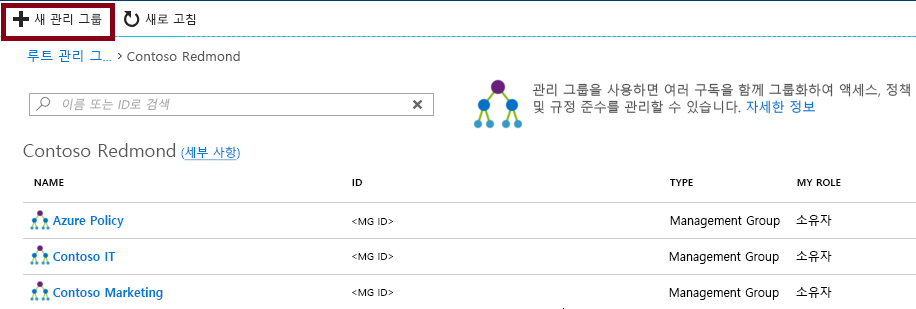 새 관리 그룹 새로 고침
루트 관리 그... > Contoso Redmond
이름 또는 ID로 검색
관리 그룹을 사용하면 여러 구독을 함께 그룹화하여 액세스, 정책
및 규정 준수를 관리할 수 있습니다. 자세한 정보
Contoso Redmond (세부 사항)
NAME ID TYPE MY ROLE
Azure Policy <MG ID> Management Group 소유자
Contoso IT <MG ID> Management Group 소유자
Contoso Marketing <MG ID> Management Group 소유자